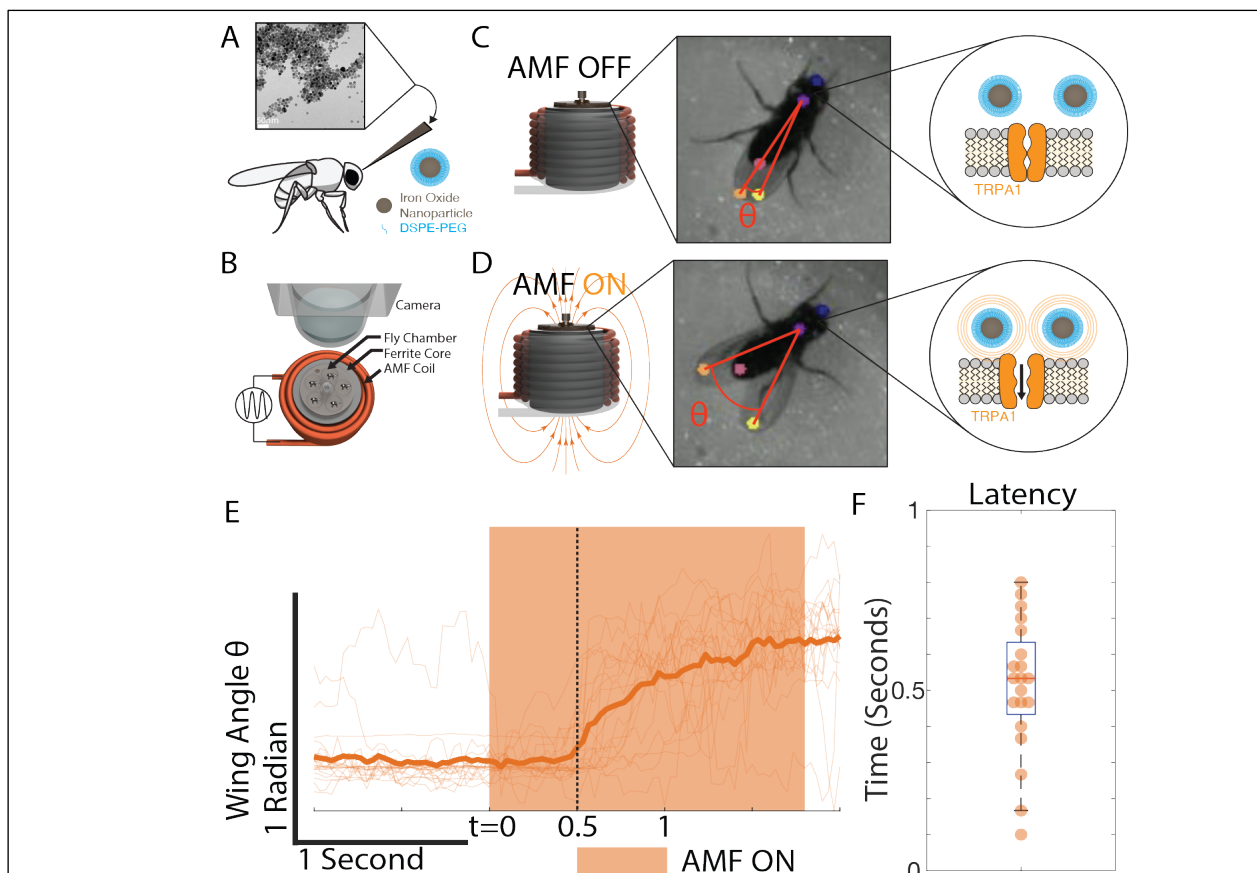 A
50nm
Iron Oxide
Nanoparticle
DSPE-PEG
B
Camera
Fly Chamber
Ferrite Core
AMF Coil
C
AMF OFF
θ
TRPA1
D
AMF ON
θ
TRPA1
E
Wing Angle θ
1 Radian
t=0
0.5
1
1 Second
AMF ON
F
Latency
Time (Seconds)
1
0.5
0